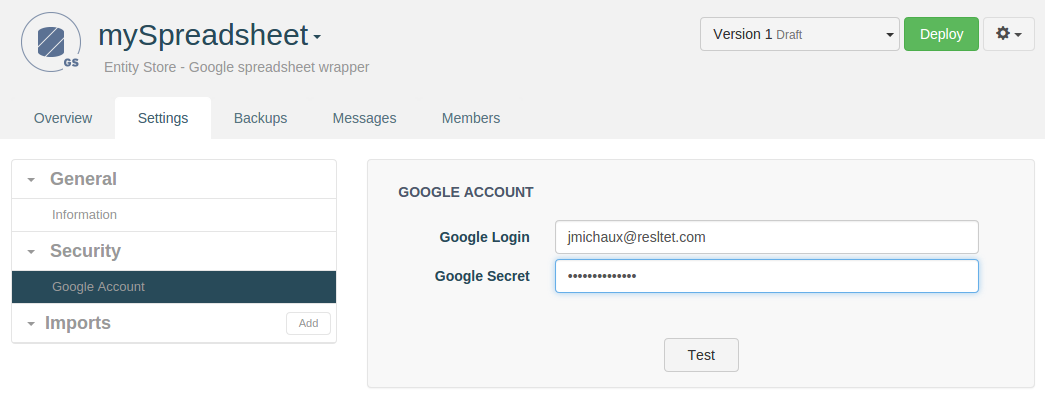 mySpreadsheet
Entity Store - Google spreadsheet wrapper
GS
Version 1 Draft
Deploy
Overview
Settings
Backups
Messages
Members
General
Information
Security
Google Account
Imports
Add
GOOGLE ACCOUNT
Google Login
jmichaux@resltet.com
Google Secret
••••••••••••••
Test